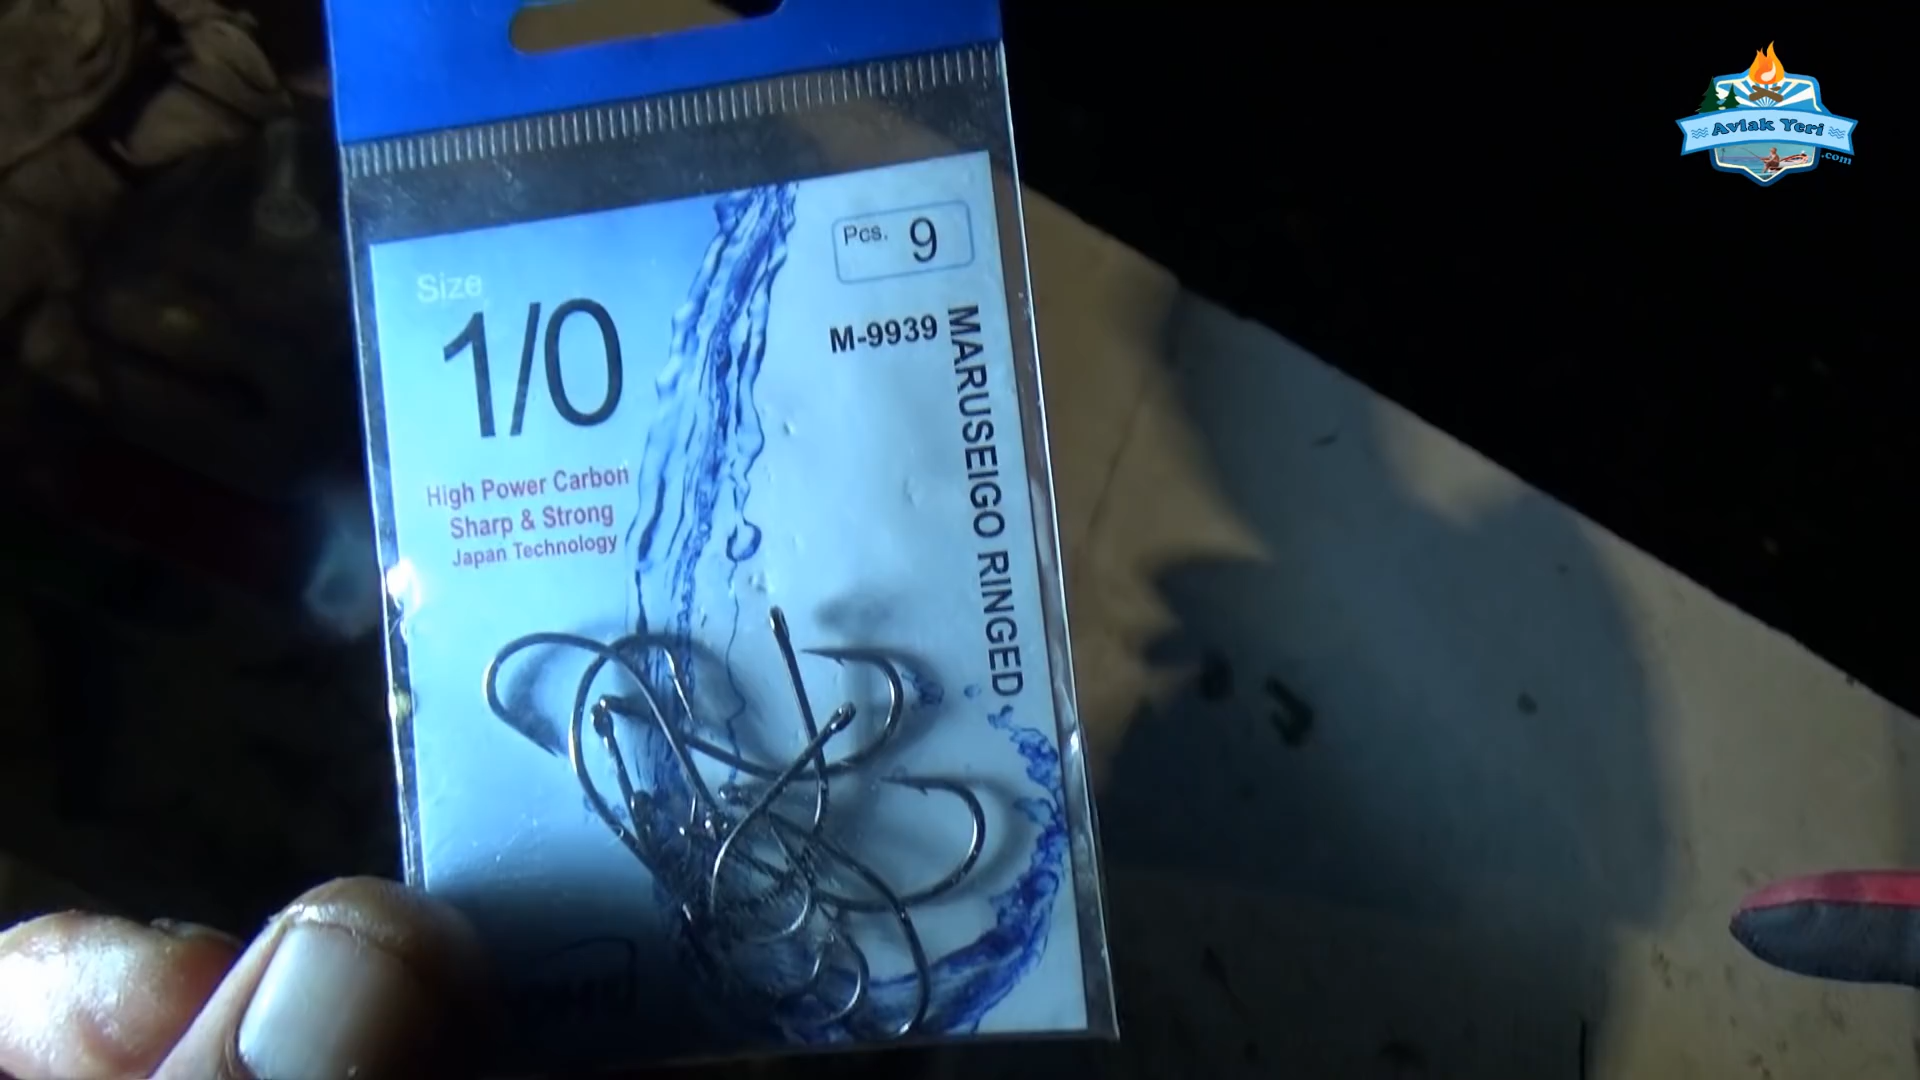 Avlak Yeri
.com
Pcs. 9
Size
1/0
M-9939
MARUSEIGO RINGED
High Power Carbon
Sharp & Strong
Japan Technology